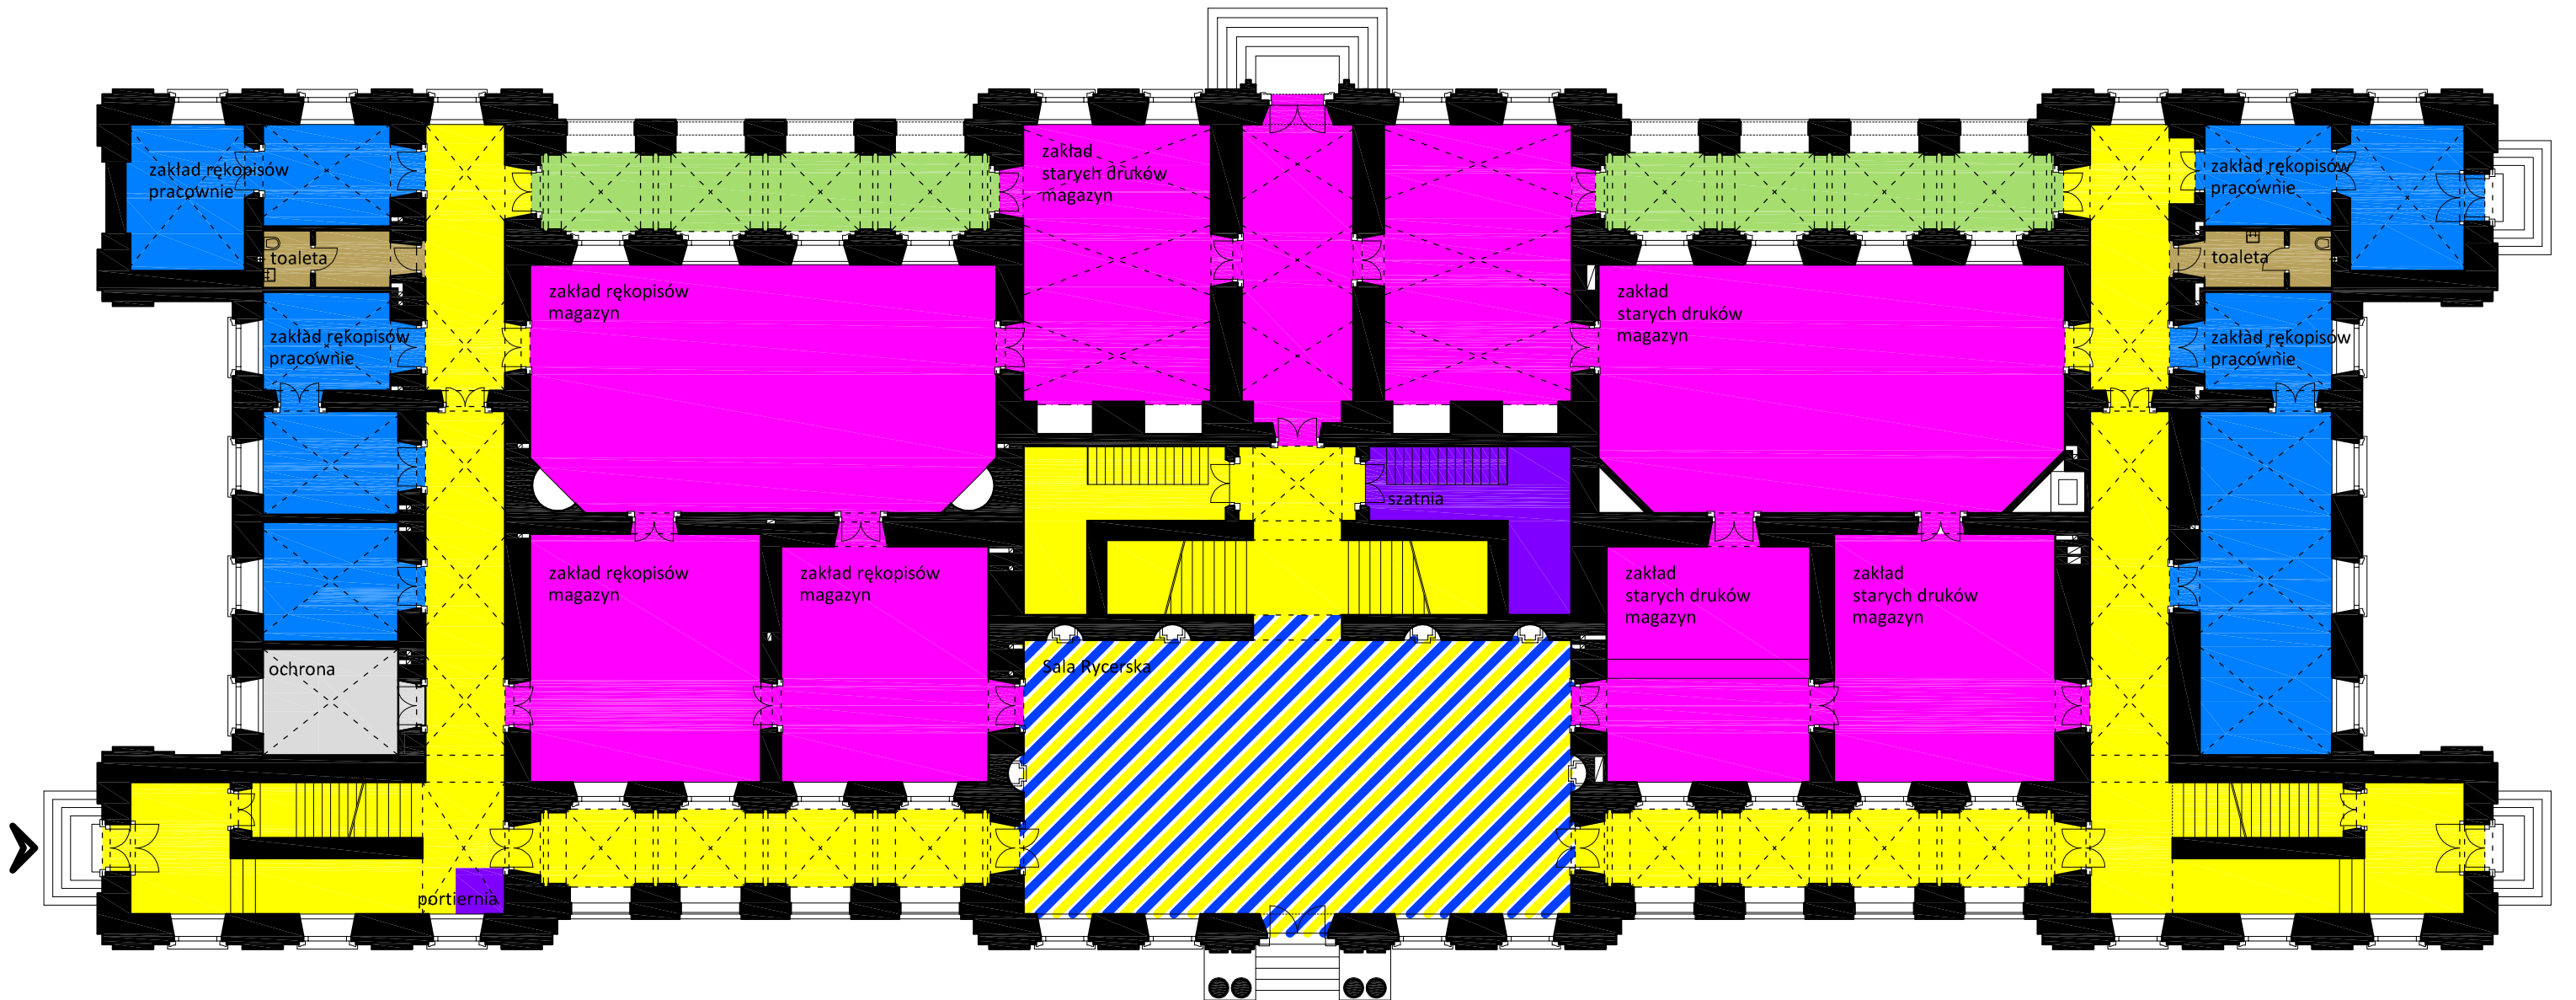 zakład rękopisów
pracownie
toaleta
zakład rękopisów
pracownie
ochrona
portiernia
zakład rękopisów
magazyn
zakład rękopisów
magazyn
zakład rękopisów
magazyn
zakład
starych druków
magazyn
szatnia
Sala Rycerska
zakład
starych druków
magazyn
zakład
starych druków
magazyn
zakład
starych druków
magazyn
zakład rękopisów
pracownie
toaleta
zakład rękopisów
pracownie